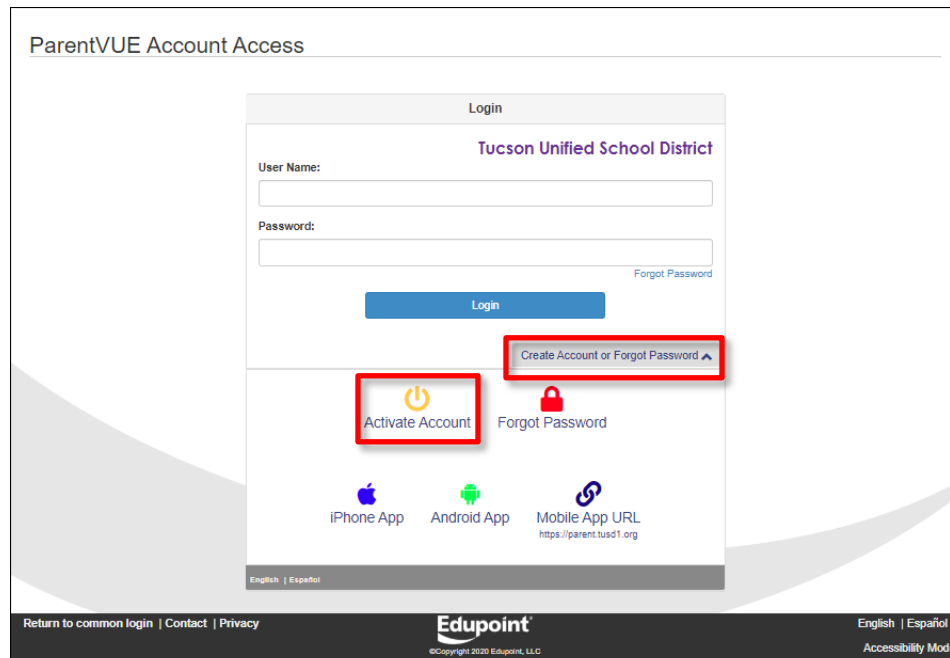 ParentVUE Account Access
Login
Tucson Unified School District
User Name:
Password:
Forgot Password
Login
Create Account or Forgot Password
Activate Account Forgot Password
iPhone App Android App Mobile App URL
https://parent.tusd1.org
English | Español
Return to common login | Contact | Privacy Edupoint English | Español
©Copyright 2020 Edupoint, LLC Accessibility Mod